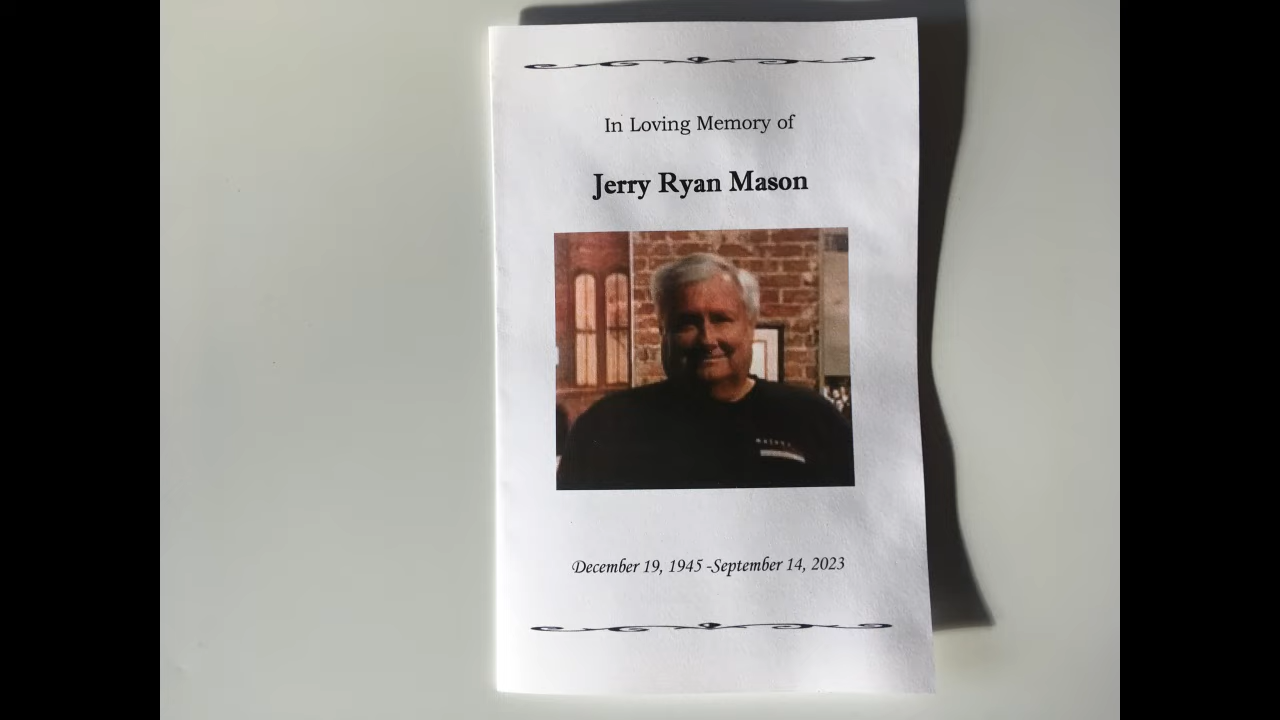 In Loving Memory of
Jerry Ryan Mason
December 19, 1945 -September 14, 2023